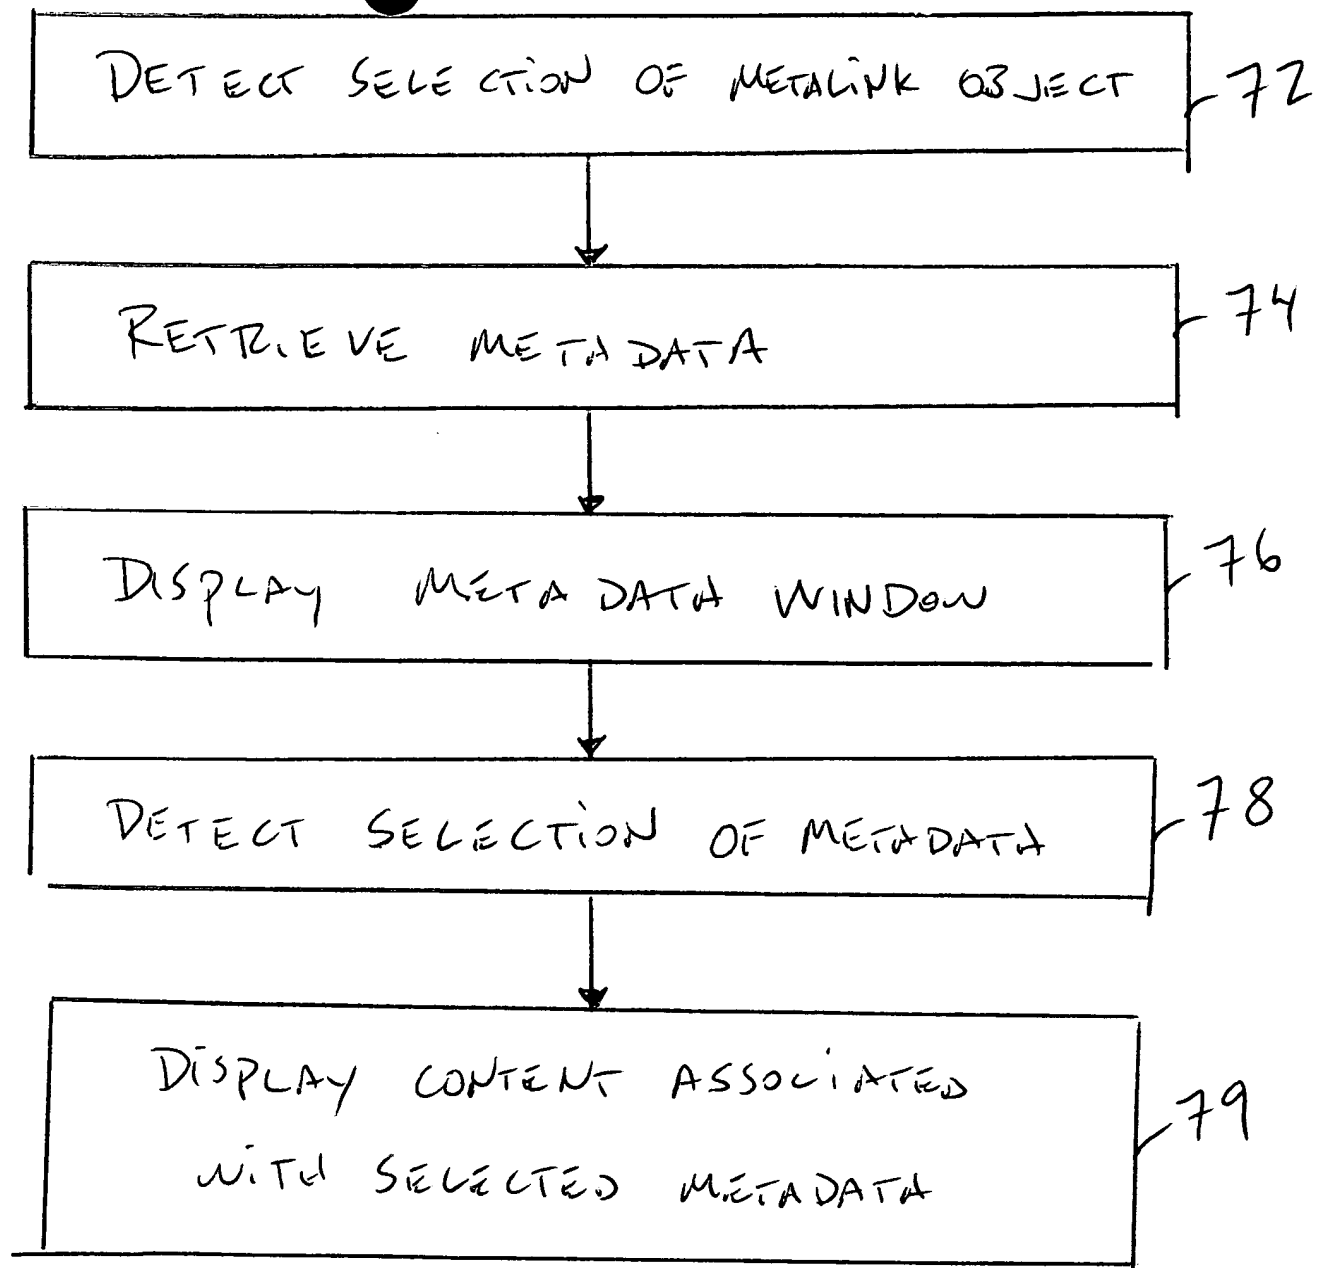 DETECT SELECTION OF METALINK OBJECT
72
RETRIEVE METADATA
74
DISPLAY METADATA WINDOW
76
DETECT SELECTION OF METADATA
78
DISPLAY CONTENT ASSOCIATED
WITH SELECTED METADATA
79